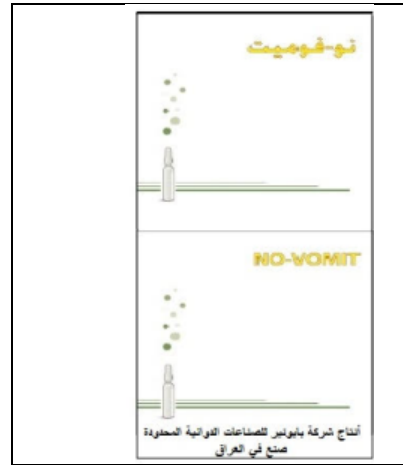 نو-فوميت
NO-VOMIT
أنتاج شركة بايونير للصناعات الدوائية المحدودة
صنع في العراق